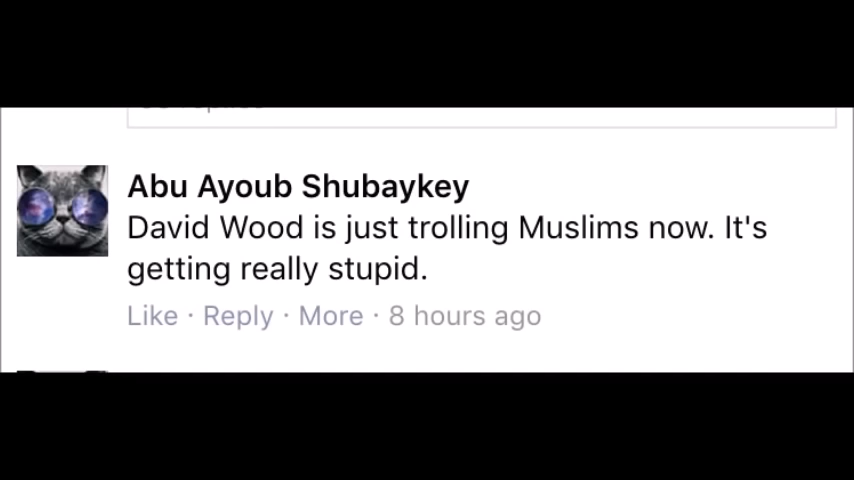 Abu Ayoub Shubaykey
David Wood is just trolling Muslims now. It's
getting really stupid.
Like · Reply · More · 8 hours ago